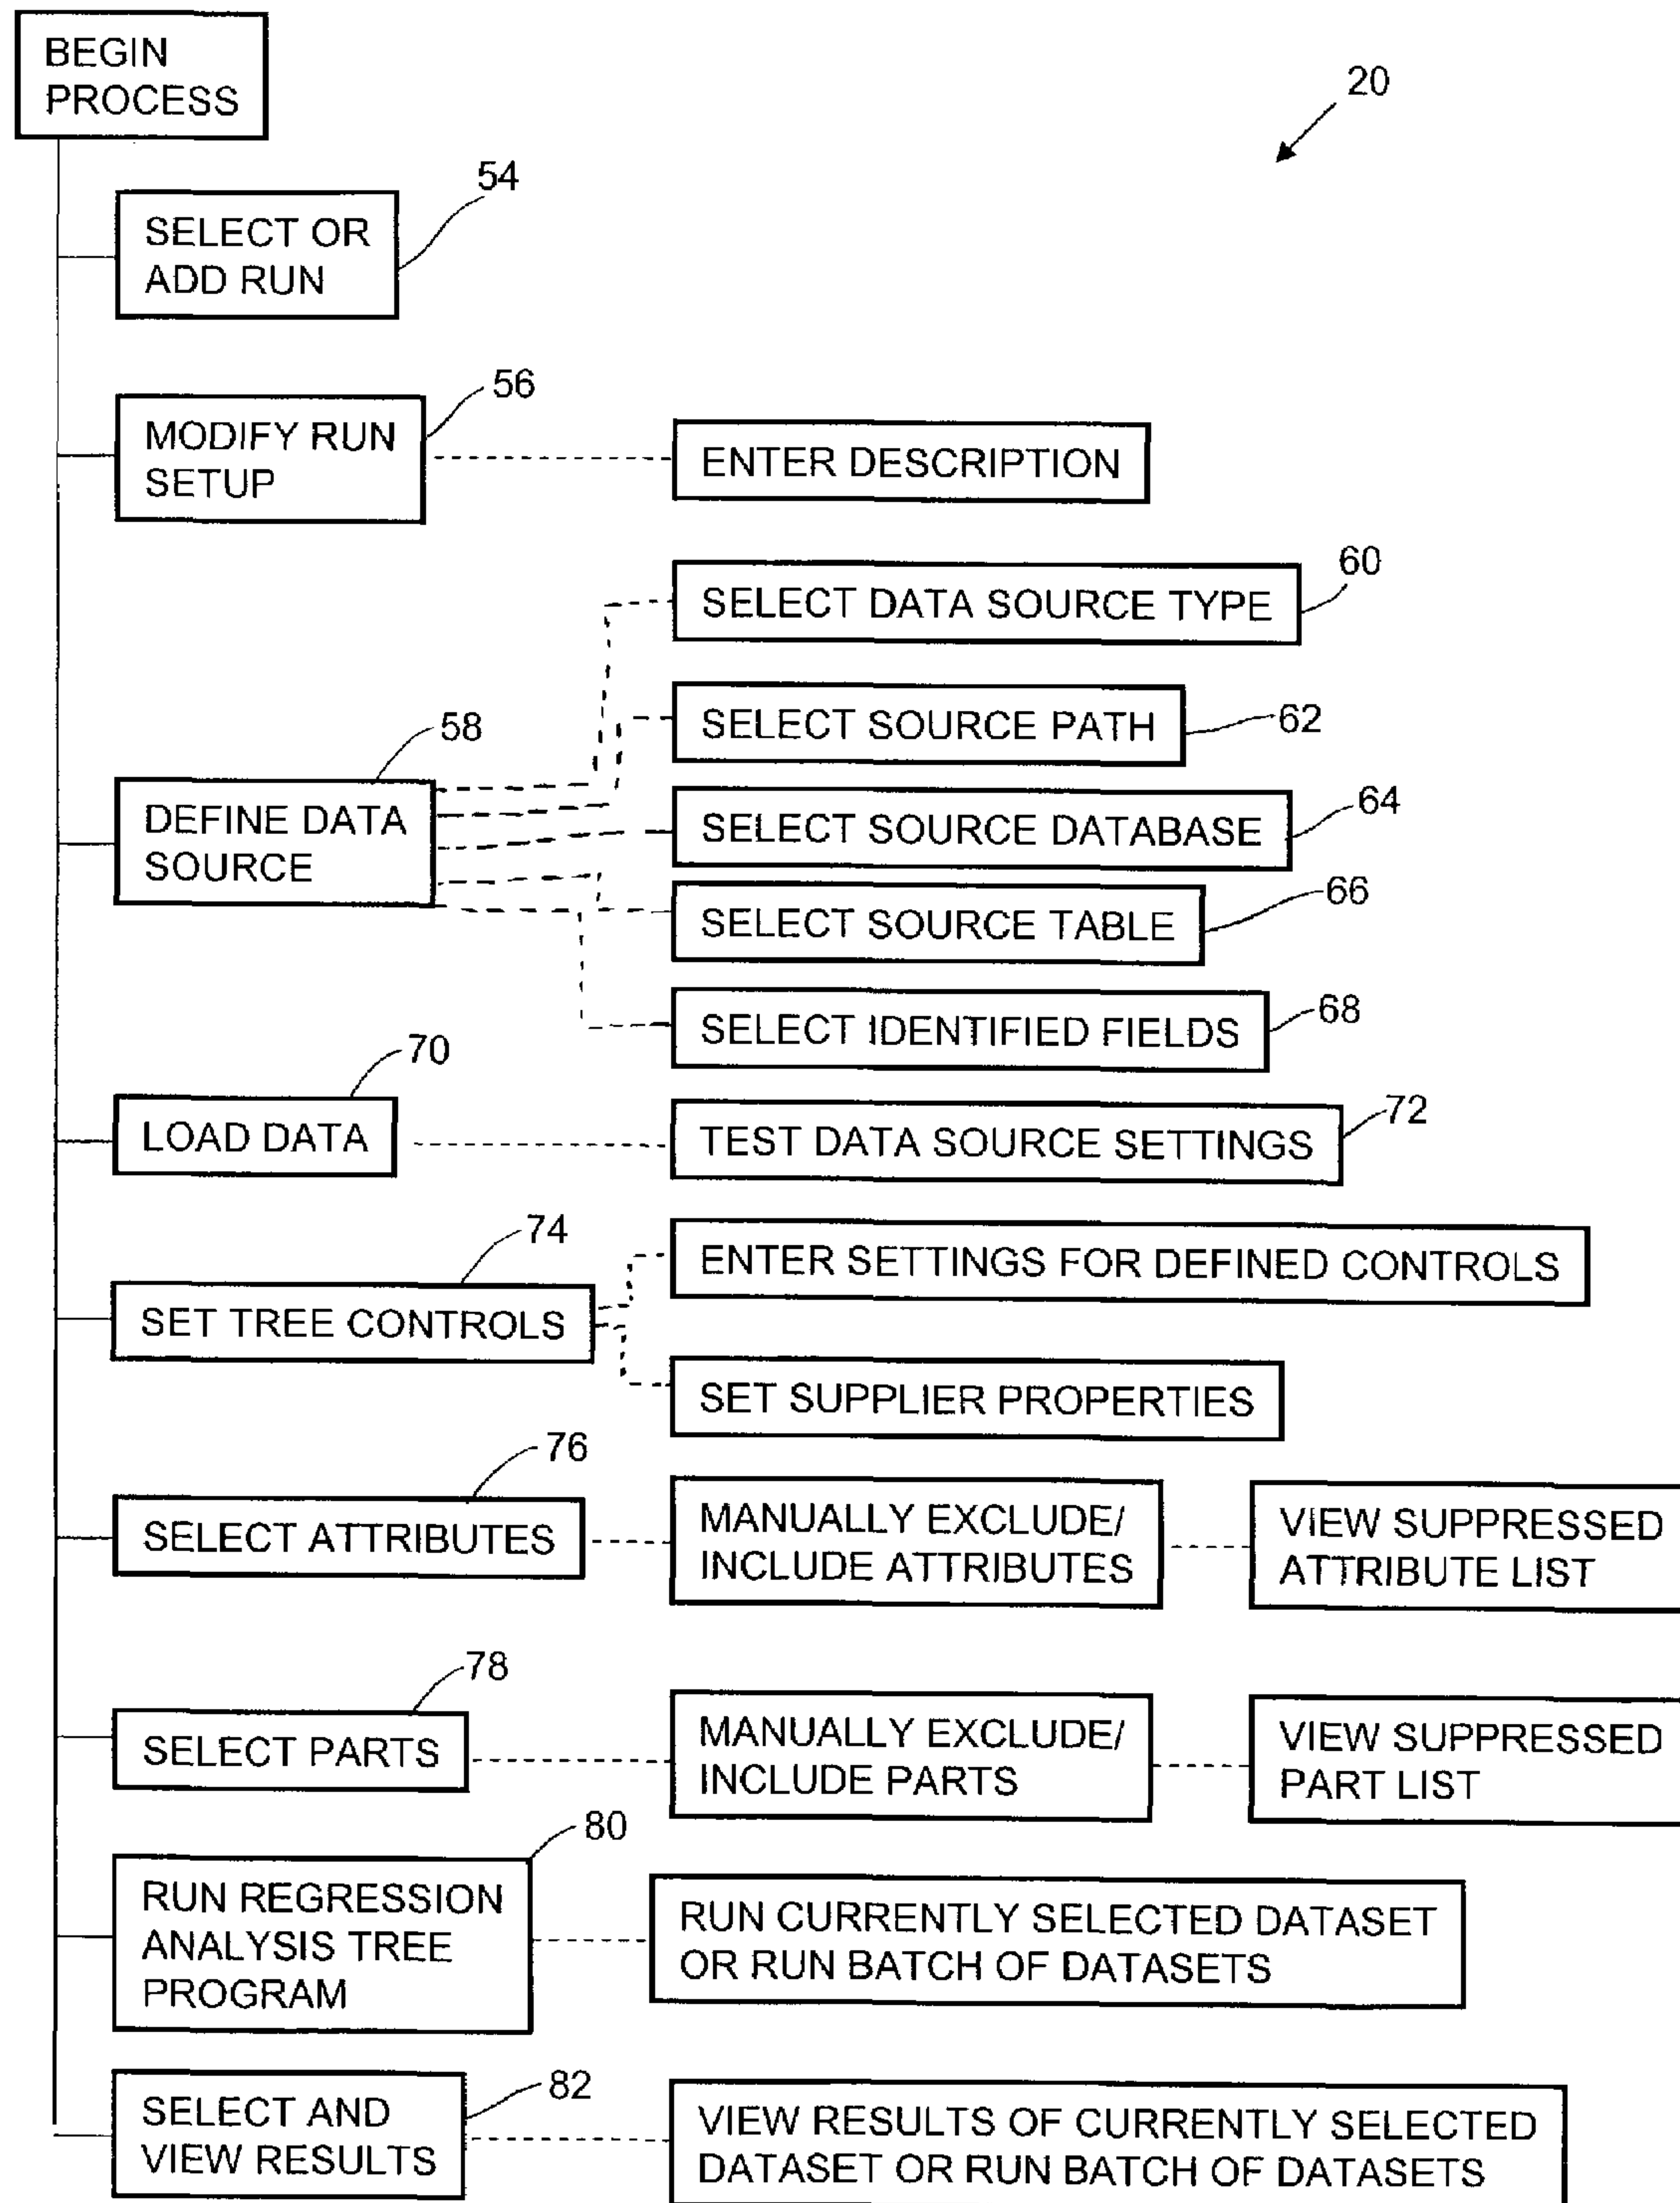 BEGIN
PROCESS
20
54
SELECT OR
ADD RUN
56
MODIFY RUN
SETUP
ENTER DESCRIPTION
60
SELECT DATA SOURCE TYPE
SELECT SOURCE PATH
62
58
DEFINE DATA
SOURCE
SELECT SOURCE DATABASE
64
SELECT SOURCE TABLE
66
SELECT IDENTIFIED FIELDS
68
70
LOAD DATA
TEST DATA SOURCE SETTINGS
72
74
SET TREE CONTROLS
ENTER SETTINGS FOR DEFINED CONTROLS
SET SUPPLIER PROPERTIES
76
SELECT ATTRIBUTES
MANUALLY EXCLUDE/
INCLUDE ATTRIBUTES
VIEW SUPPRESSED
ATTRIBUTE LIST
78
SELECT PARTS
MANUALLY EXCLUDE/
INCLUDE PARTS
VIEW SUPPRESSED
PART LIST
80
RUN REGRESSION
ANALYSIS TREE
PROGRAM
RUN CURRENTLY SELECTED DATASET
OR RUN BATCH OF DATASETS
82
SELECT AND
VIEW RESULTS
VIEW RESULTS OF CURRENTLY SELECTED
DATASET OR RUN BATCH OF DATASETS